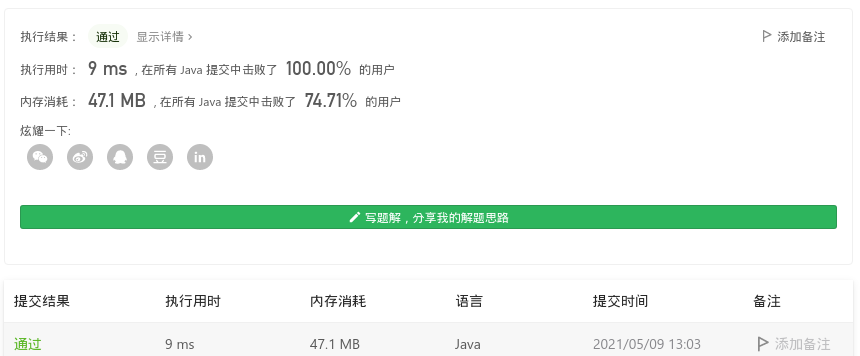 执行结果： 通过 显示详情 › 添加备注
执行用时： 9 ms , 在所有 Java 提交中击败了 100.00% 的用户
内存消耗： 47.1 MB , 在所有 Java 提交中击败了 74.71% 的用户
炫耀一下:
豆 in
写题解，分享我的解题思路
提交结果 执行用时 内存消耗 语言 提交时间 备注
通过 9 ms 47.1 MB Java 2021/05/09 13:03 添加备注